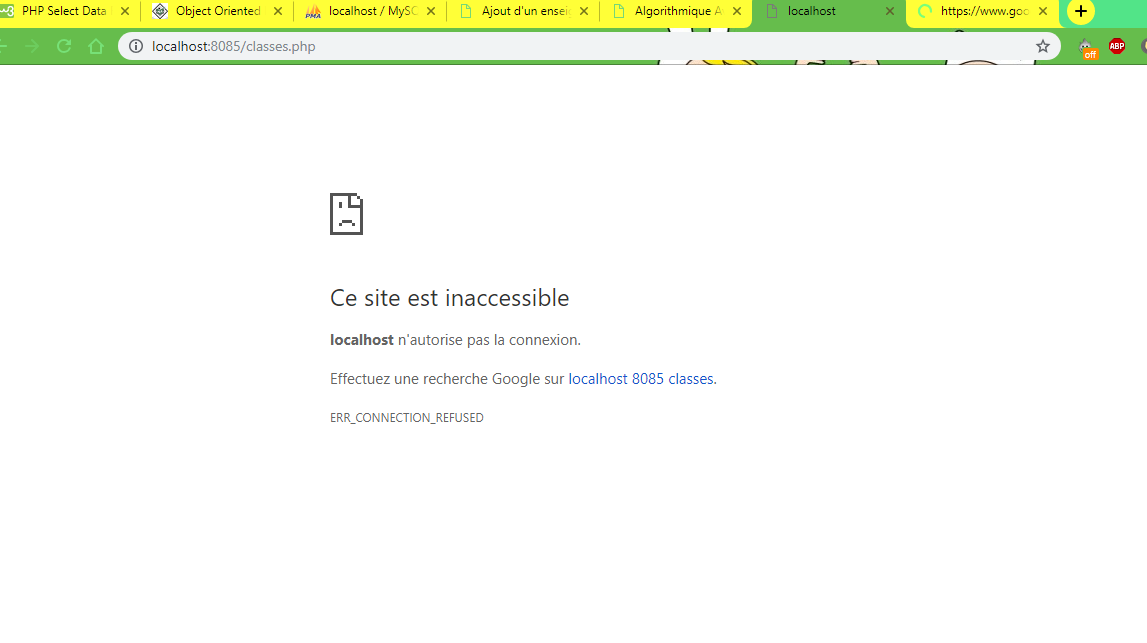 PHP Select Data
Object Oriented
localhost / MySC
Ajout d'un ensei
Algorithmique A
localhost
https://www.goo
localhost:8085/classes.php
off
ABP
Ce site est inaccessible
localhost n'autorise pas la connexion.
Effectuez une recherche Google sur localhost 8085 classes.
ERR_CONNECTION_REFUSED